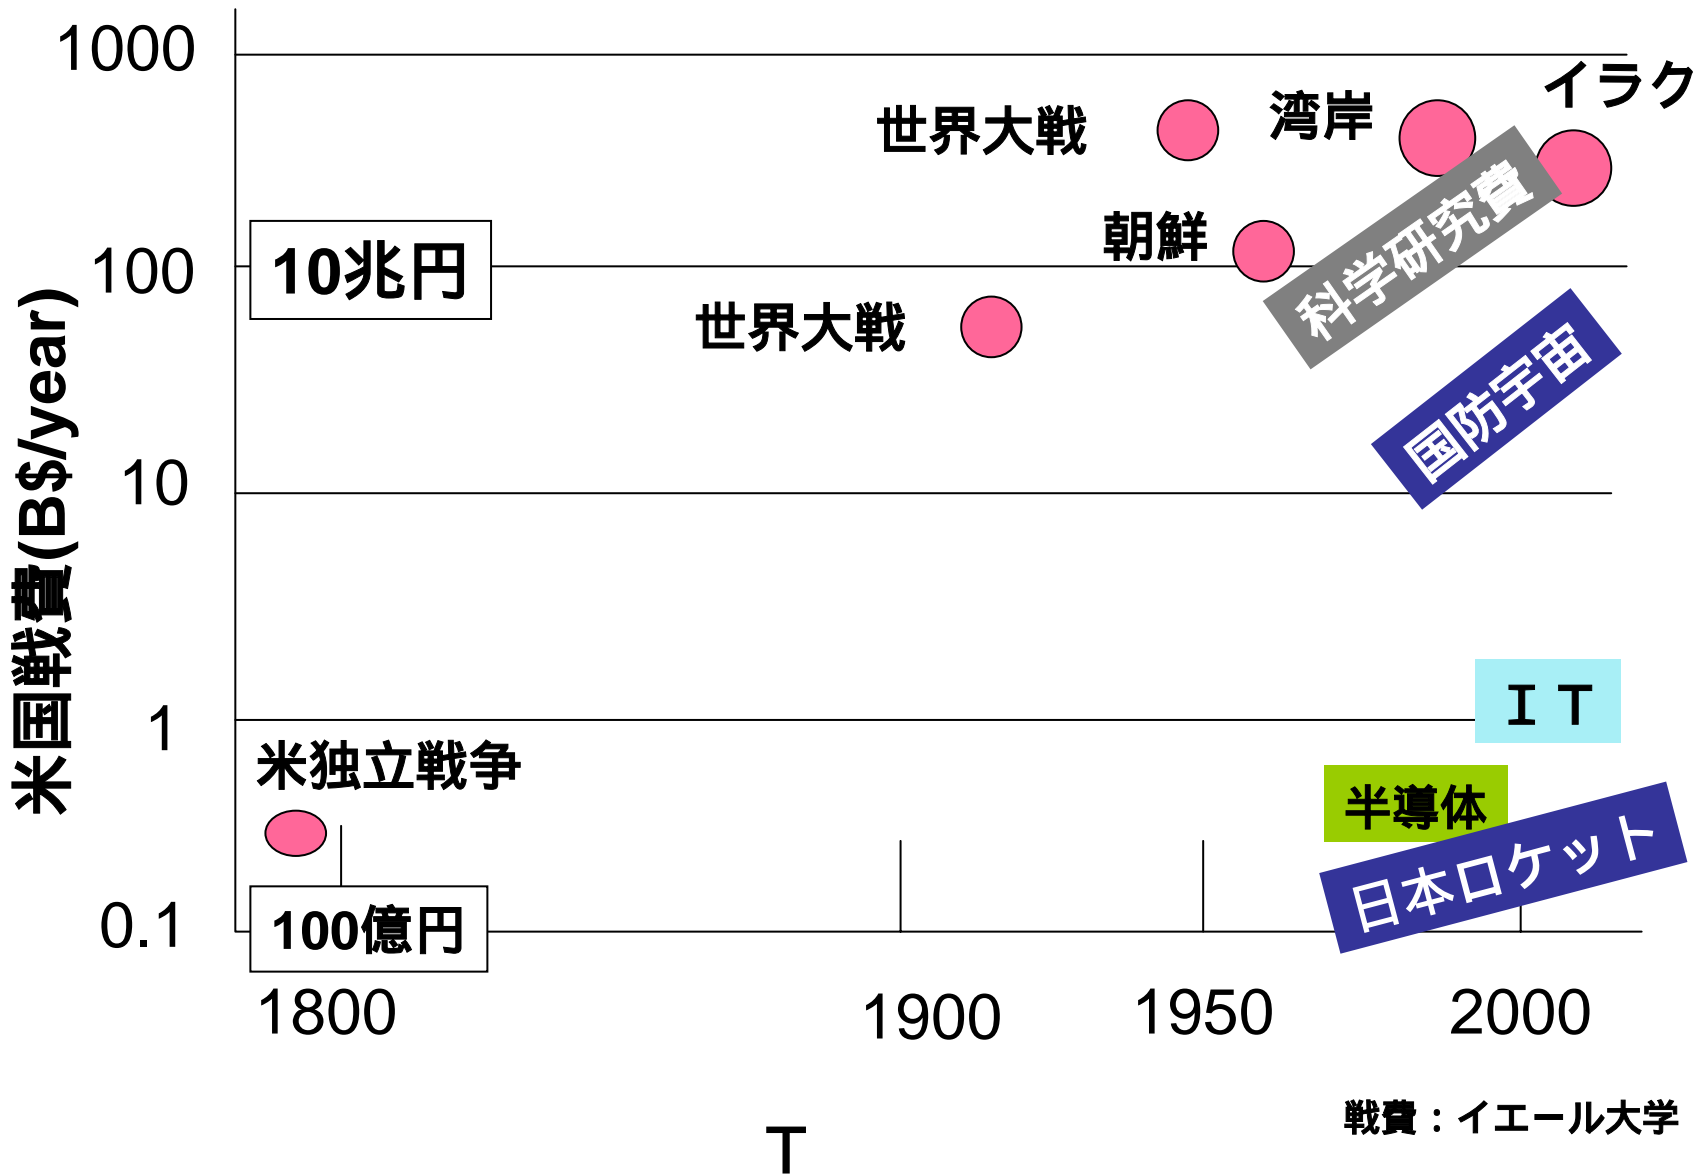 1000
イラク
世界大戦
湾岸
朝鮮
科学研究費
10兆円
100
世界大戦
国防宇宙
米国戦費(B$/year)
10
ＩＴ
1
米独立戦争
半導体
日本ロケット
0.1
100億円
1800
1900
1950
2000
戦費：イエール大学
T